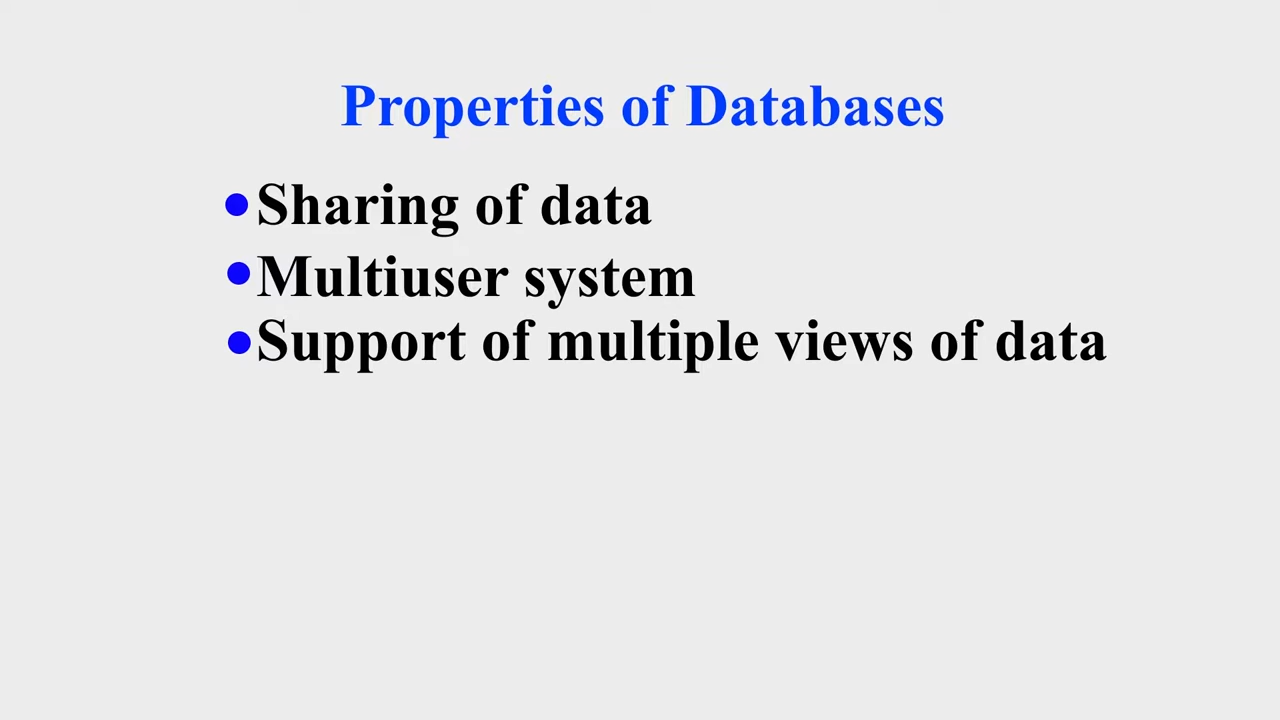 Properties of Databases
•Sharing of data
•Multiuser system
•Support of multiple views of data